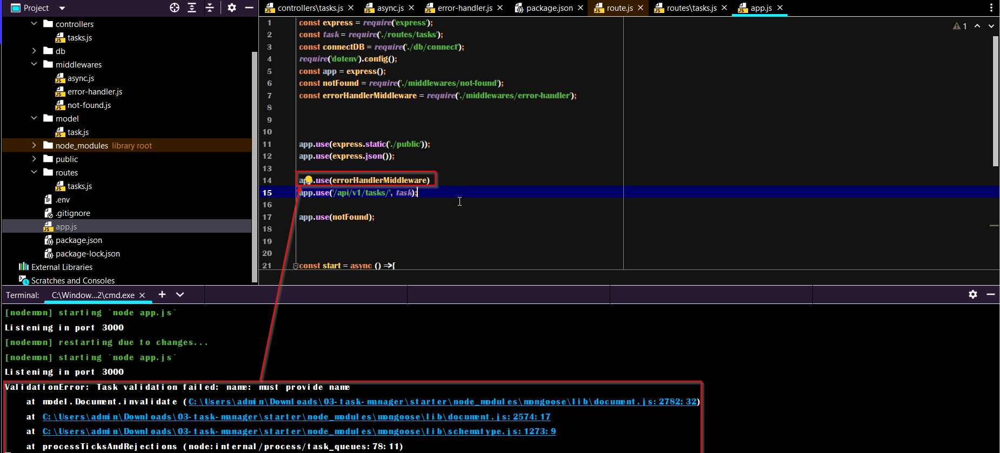 Project
controllers\tasks.js
async.js
error-handler.js
package.json
route.js
routes\tasks.js
app.js
controllers
tasks.js
db
middlewares
async.js
error-handler.js
not-found.js
model
task.js
node_modules library root
public
routes
tasks.js
.env
.gitignore
app.js
package.json
package-lock.json
External Libraries
Scratches and Consoles
1 const express = require('express');
2 const task = require('./routes/tasks');
3 const connectDB = require('./db/connect');
4 require('dotenv').config();
5 const app = express();
6 const notFound = require('./middlewares/not-found');
7 const errorHandlerMiddleware = require('./middlewares/error-handler');
8
9
10
11 app.use(express.static('./public'));
12 app.use(express.json());
13
14 app.use(errorHandlerMiddleware)
15 app.use('/api/v1/tasks/', task);
16
17 app.use(notFound);
18
19
20
21 const start = async () =>{
1
Terminal: C:\Window...2\cmd.exe
[nodemon] starting `node app.js`
Listening in port 3000
[nodemon] restarting due to changes...
[nodemon] starting `node app.js`
Listening in port 3000
ValidationError: Task validation failed: name: must provide name
at model.Document.invalidate (C:\Users\admin\Downloads\03-task-manager\starter\node_modules\mongoose\lib\document.js:2782:32)
at C:\Users\admin\Downloads\03-task-manager\starter\node_modules\mongoose\lib\document.js:2574:17
at C:\Users\admin\Downloads\03-task-manager\starter\node_modules\mongoose\lib\schematype.js:1273:9
at processTicksAndRejections (node:internal/process/task_queues:78:11)